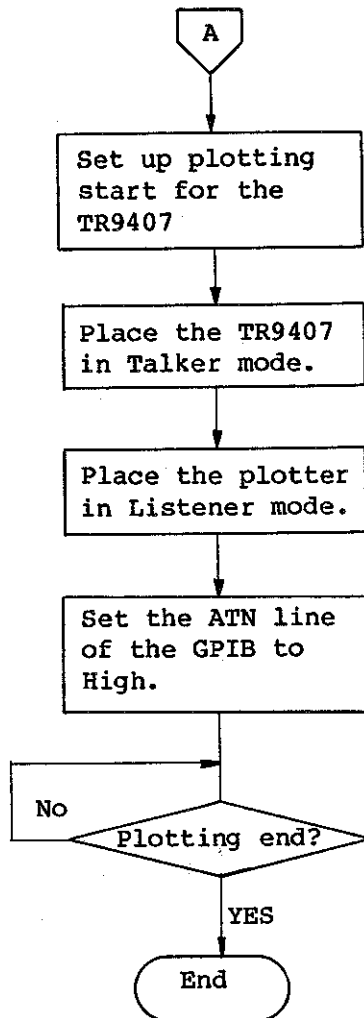 A
Set up plotting
start for the
TR9407
Place the TR9407
in Talker mode.
Place the plotter
in Listener mode.
Set the ATN line
of the GPIB to
High.
No
Plotting end?
YES
End